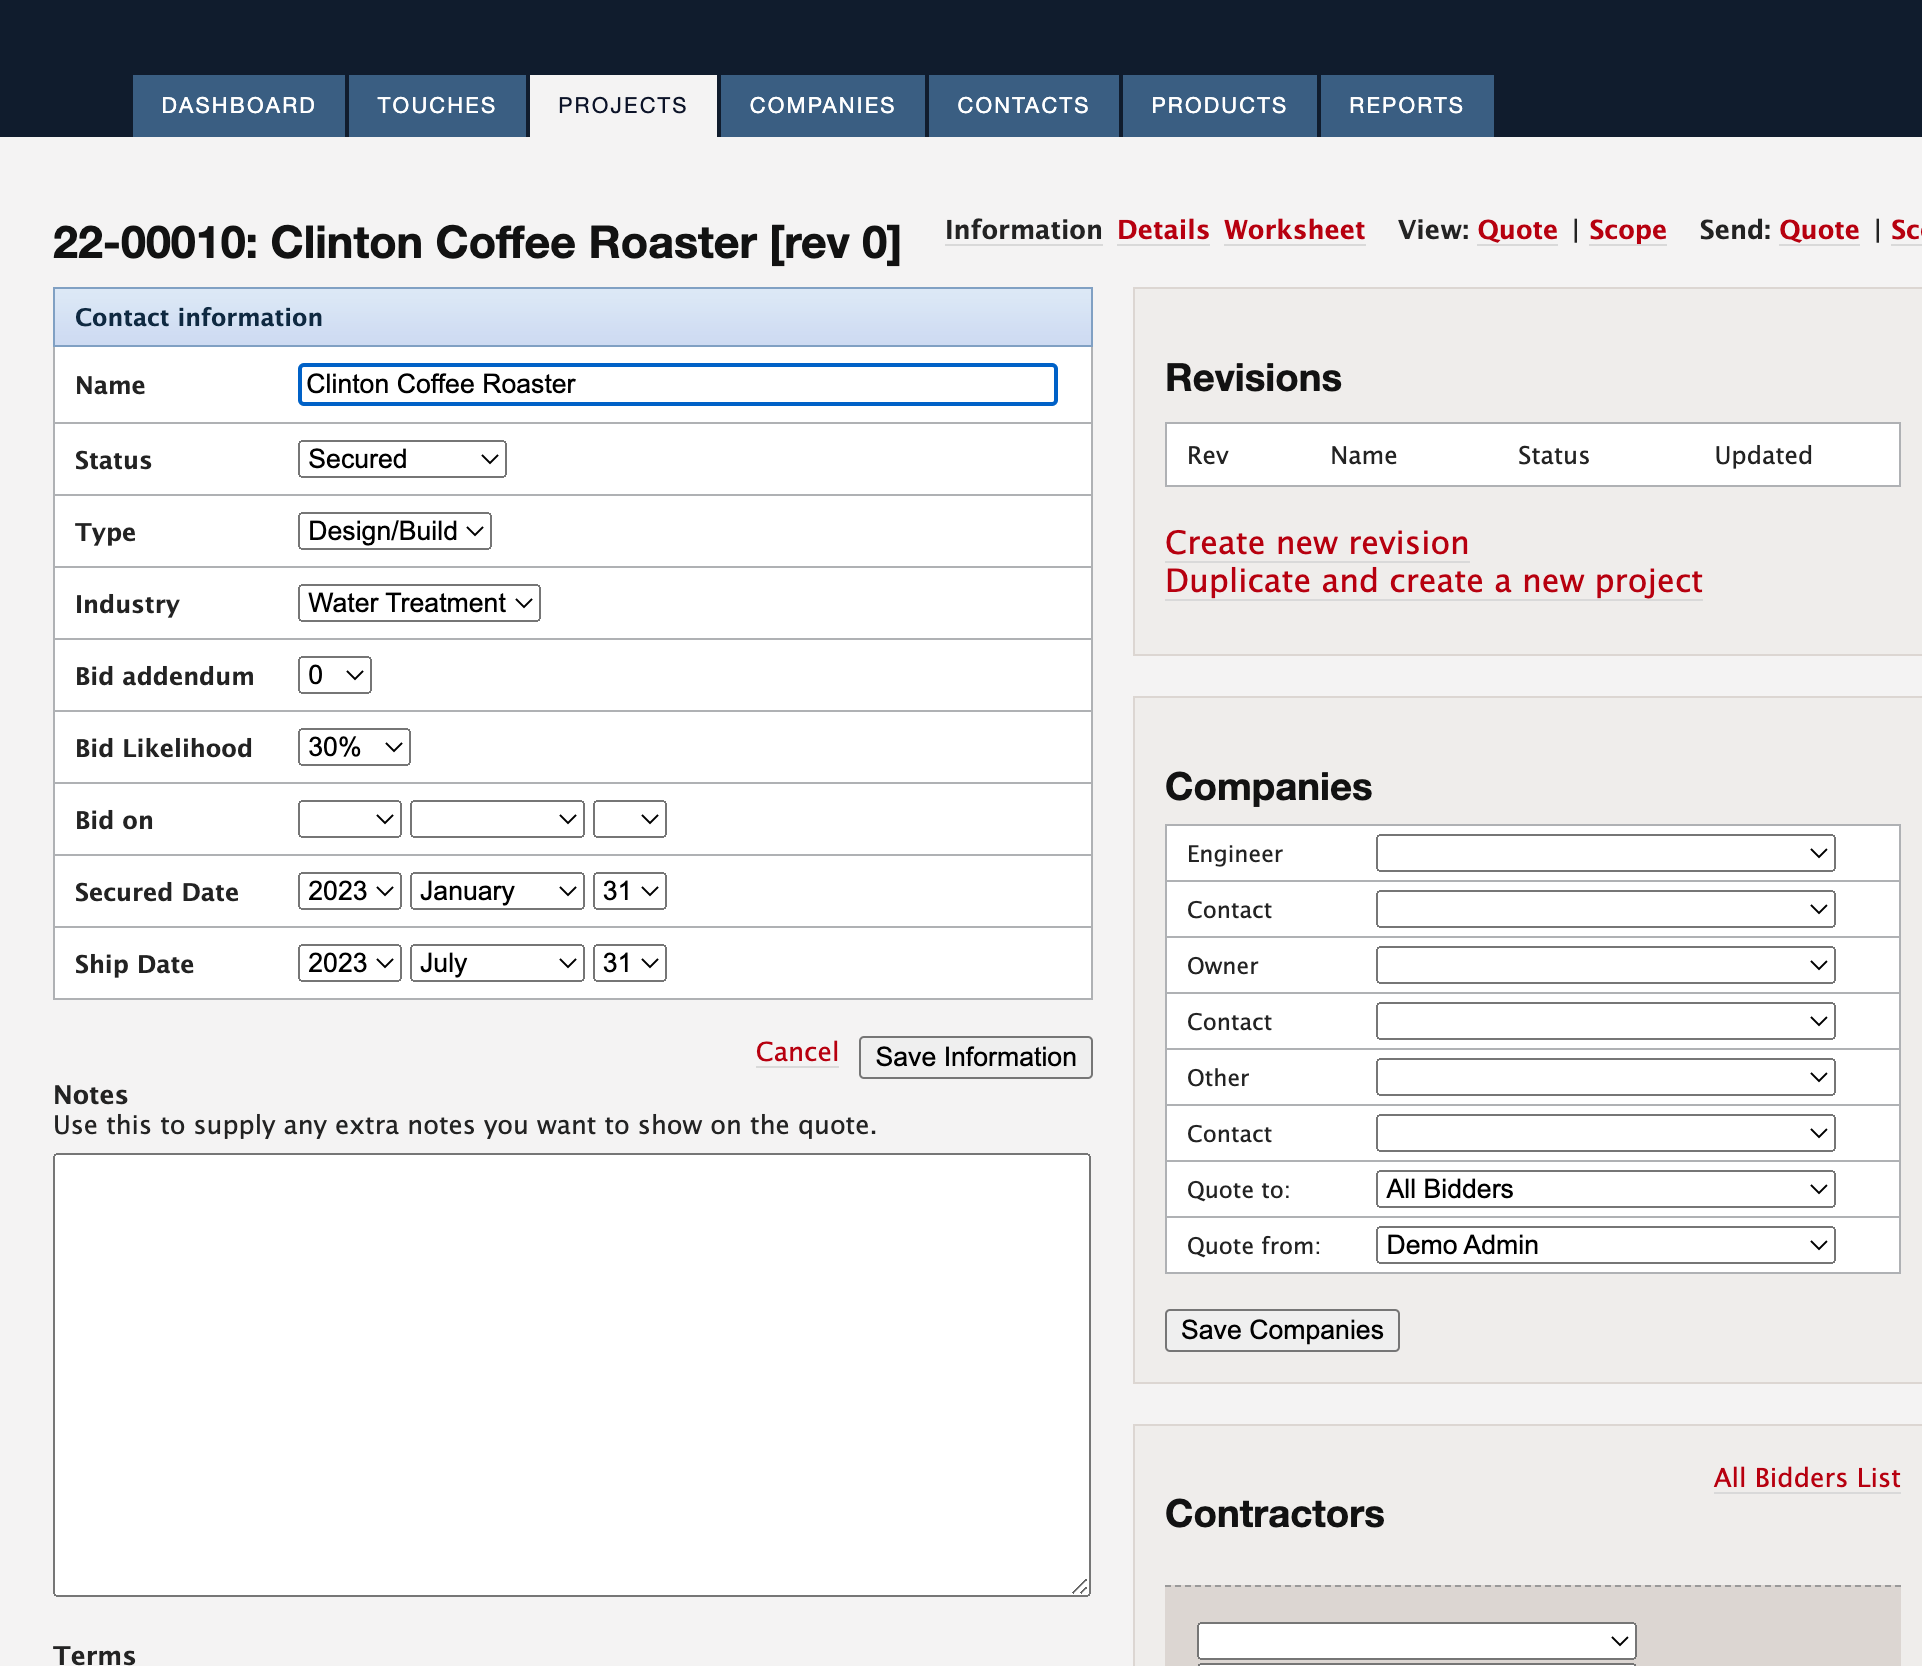 DASHBOARD TOUCHES PROJECTS COMPANIES CONTACTS PRODUCTS REPORTS
22-00010: Clinton Coffee Roaster [rev 0]
Information Details Worksheet View: Quote | Scope Send: Quote |
Contact information
Name Clinton Coffee Roaster
Status Secured
Type Design/Build
Industry Water Treatment
Bid addendum 0
Bid Likelihood 30%
Bid on
Secured Date 2023 January 31
Ship Date 2023 July 31
Cancel Save Information
Notes
Use this to supply any extra notes you want to show on the quote.
Terms
Revisions
Rev Name Status Updated
Create new revision
Duplicate and create a new project
Companies
Engineer
Contact
Owner
Contact
Other
Contact
Quote to: All Bidders
Quote from: Demo Admin
Save Companies
All Bidders List
Contractors